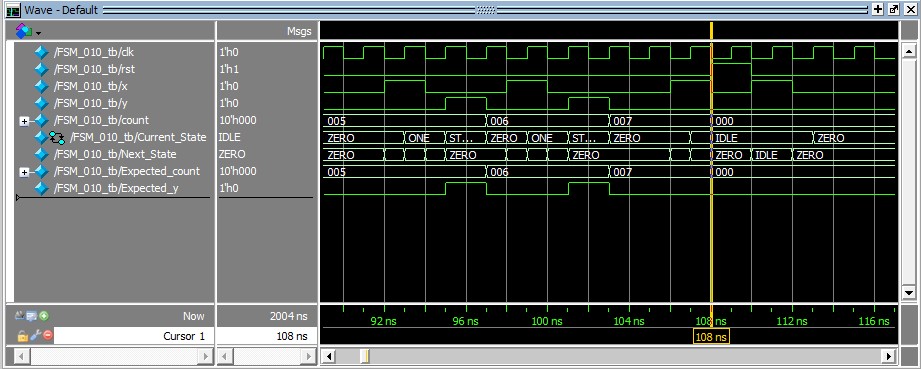 Wave - Default
Msgs
/FSM_010_tb/clk 1'h0
/FSM_010_tb/rst 1'h1
/FSM_010_tb/x 1'h0
/FSM_010_tb/y 1'h0
/FSM_010_tb/count 10'h000 005 006 007 000
/FSM_010_tb/Current_State IDLE ZERO ONE ST... ZERO ONE ST... ZERO IDLE ZERO
/FSM_010_tb/Next_State ZERO ZERO ZERO ZERO ZERO IDLE ZERO
/FSM_010_tb/Expected_count 10'h000 005 006 007 000
/FSM_010_tb/Expected_y 1'h0
Now 2004 ns 92 ns 96 ns 100 ns 104 ns 108 ns 112 ns 116 ns
Cursor 1 108 ns 108 ns